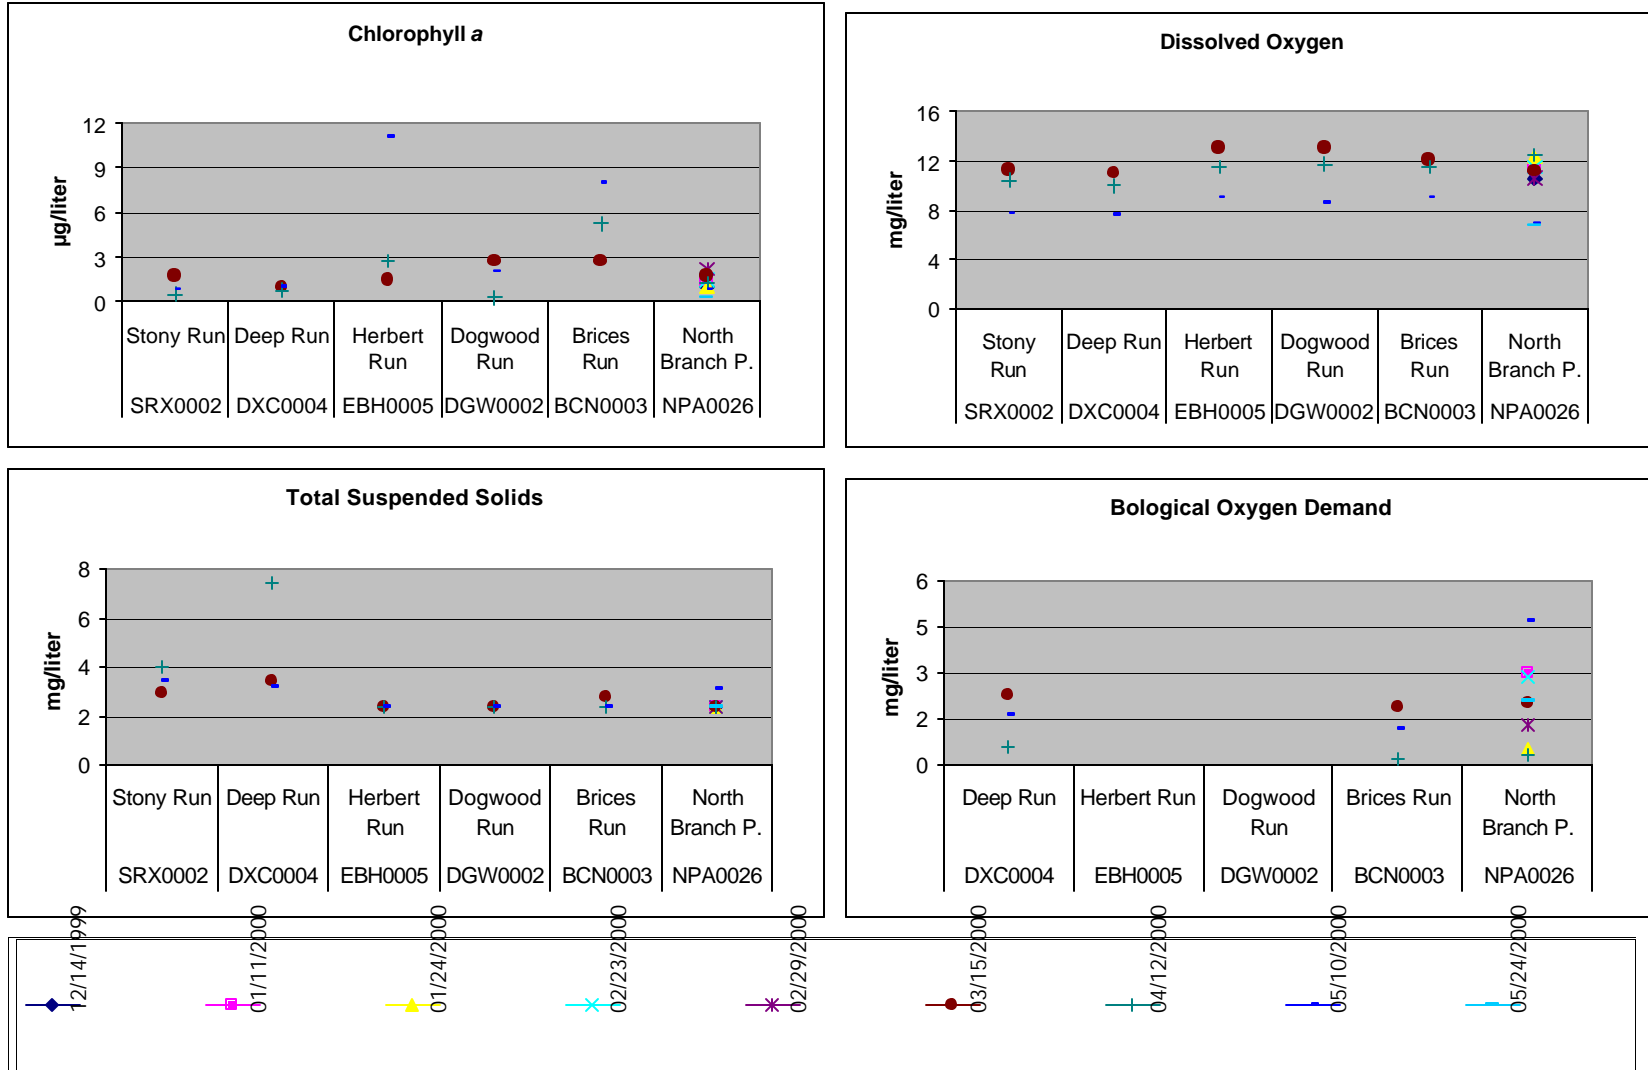 Chlorophyll a
µg/liter
12
9
6
3
0
Stony Run Deep Run Herbert Run Dogwood Run Brices Run North Branch P.
SRX0002 DXC0004 EBH0005 DGW0002 BCN0003 NPA0026
Dissolved Oxygen
mg/liter
16
12
8
4
0
Stony Run Deep Run Herbert Run Dogwood Run Brices Run North Branch P.
SRX0002 DXC0004 EBH0005 DGW0002 BCN0003 NPA0026
Total Suspended Solids
mg/liter
8
6
4
2
0
Stony Run Deep Run Herbert Run Dogwood Run Brices Run North Branch P.
SRX0002 DXC0004 EBH0005 DGW0002 BCN0003 NPA0026
Bological Oxygen Demand
mg/liter
6
5
3
2
0
Deep Run Herbert Run Dogwood Run Brices Run North Branch P.
DXC0004 EBH0005 DGW0002 BCN0003 NPA0026
12/14/1999
01/11/2000
01/24/2000
02/23/2000
02/29/2000
03/15/2000
04/12/2000
05/10/2000
05/24/2000